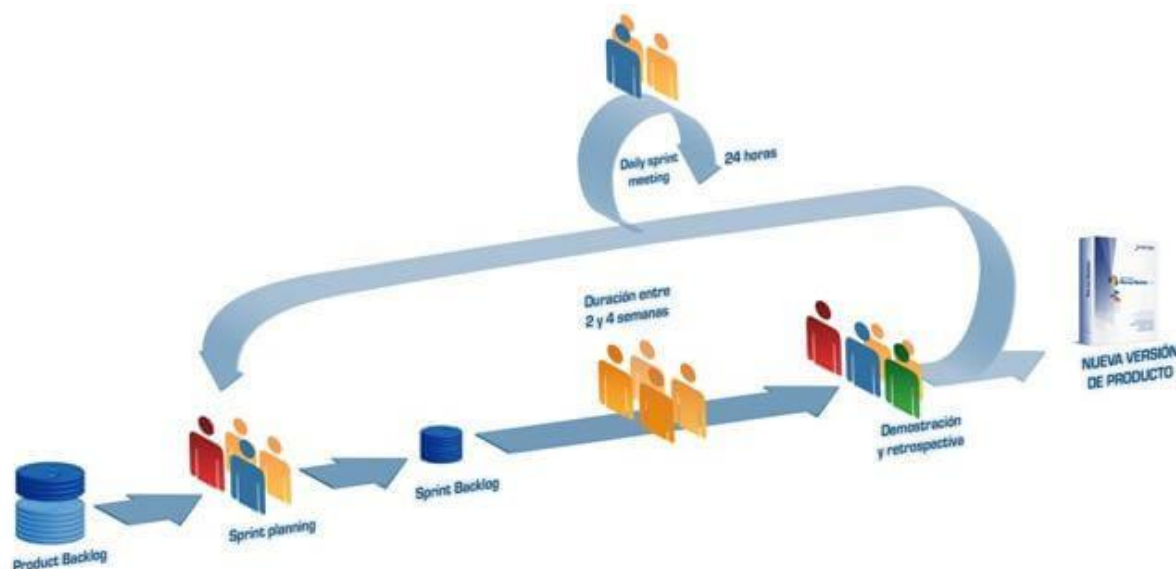 Daily sprint
meeting
24 horas
Duración entre
2 y 4 semanas
NUEVA VERSIÓN
DE PRODUCTO
Demostración
y retrospectiva
Sprint Backlog
Sprint planning
Product Backlog